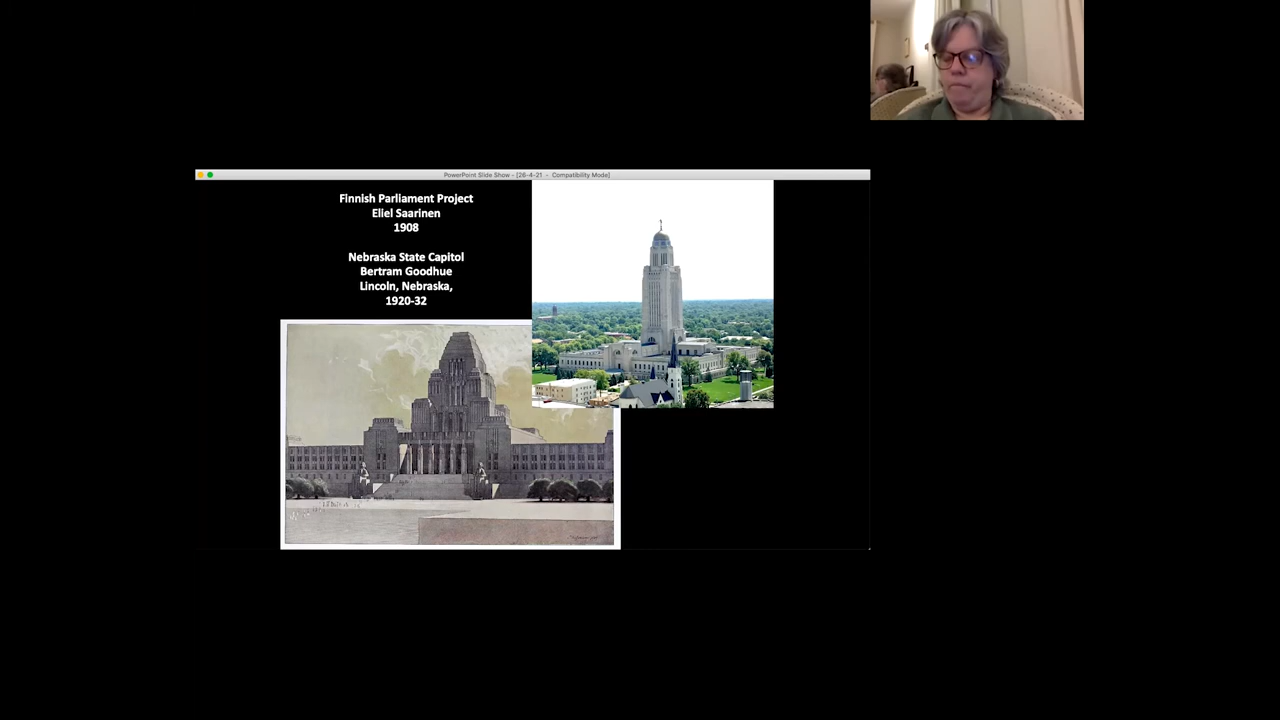 PowerPoint Slide Show - [26-4-21 - Compatibility Mode]
Finnish Parliament Project
Eliel Saarinen
1908
Nebraska State Capitol
Bertram Goodhue
Lincoln, Nebraska,
1920-32